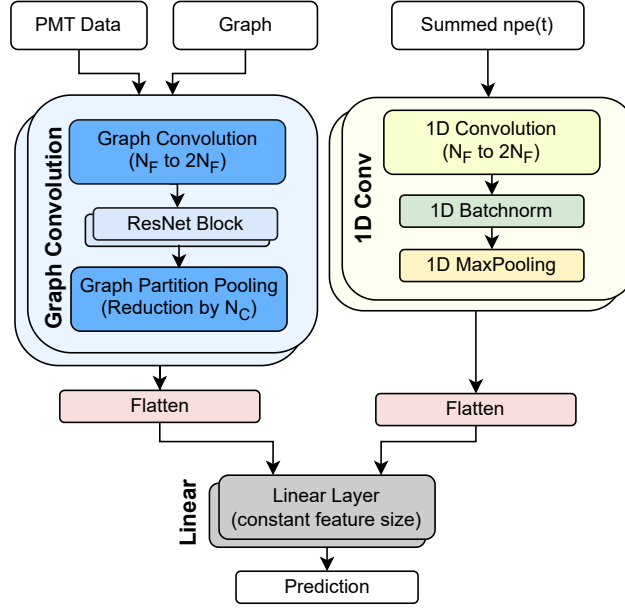 PMT Data
Graph
Summed npe(t)
Graph Convolution
Graph Convolution
(N_F to 2N_F)
ResNet Block
Graph Partition Pooling
(Reduction by N_C)
1D Conv
1D Convolution
(N_F to 2N_F)
1D Batchnorm
1D MaxPooling
Flatten
Flatten
Linear
Linear Layer
(constant feature size)
Prediction